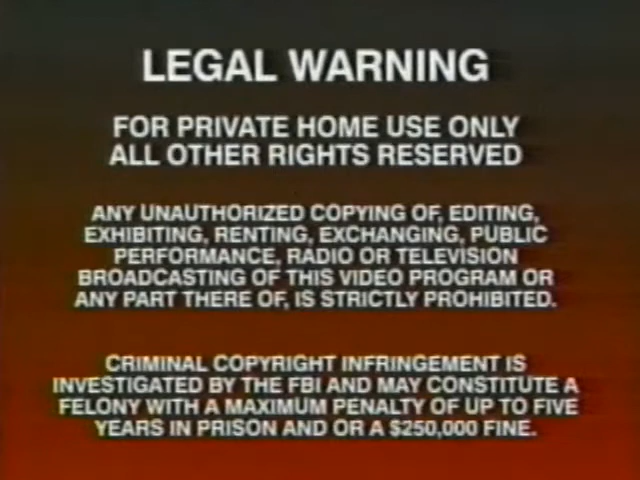 LEGAL WARNING
FOR PRIVATE HOME USE ONLY
ALL OTHER RIGHTS RESERVED
ANY UNAUTHORIZED COPYING OF, EDITING,
EXHIBITING, RENTING, EXCHANGING, PUBLIC
PERFORMANCE, RADIO OR TELEVISION
BROADCASTING OF THIS VIDEO PROGRAM OR
ANY PART THERE OF, IS STRICTLY PROHIBITED.
CRIMINAL COPYRIGHT INFRINGEMENT IS
INVESTIGATED BY THE FBI AND MAY CONSTITUTE A
FELONY WITH A MAXIMUM PENALTY OF UP TO FIVE
YEARS IN PRISON AND OR A $250,000 FINE.